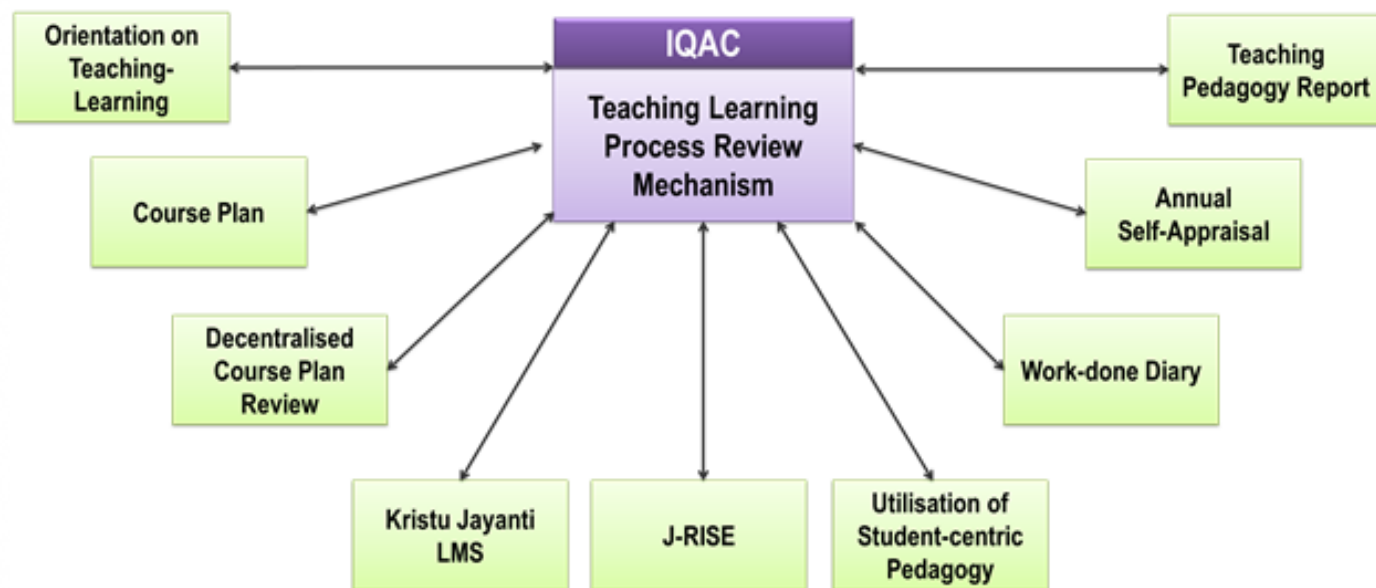 Orientation on
Teaching-
Learning
IQAC
Teaching Learning
Process Review
Mechanism
Teaching
Pedagogy Report
Course Plan
Annual
Self-Appraisal
Decentralised
Course Plan
Review
Work-done Diary
Kristu Jayanti
LMS
J-RISE
Utilisation of
Student-centric
Pedagogy